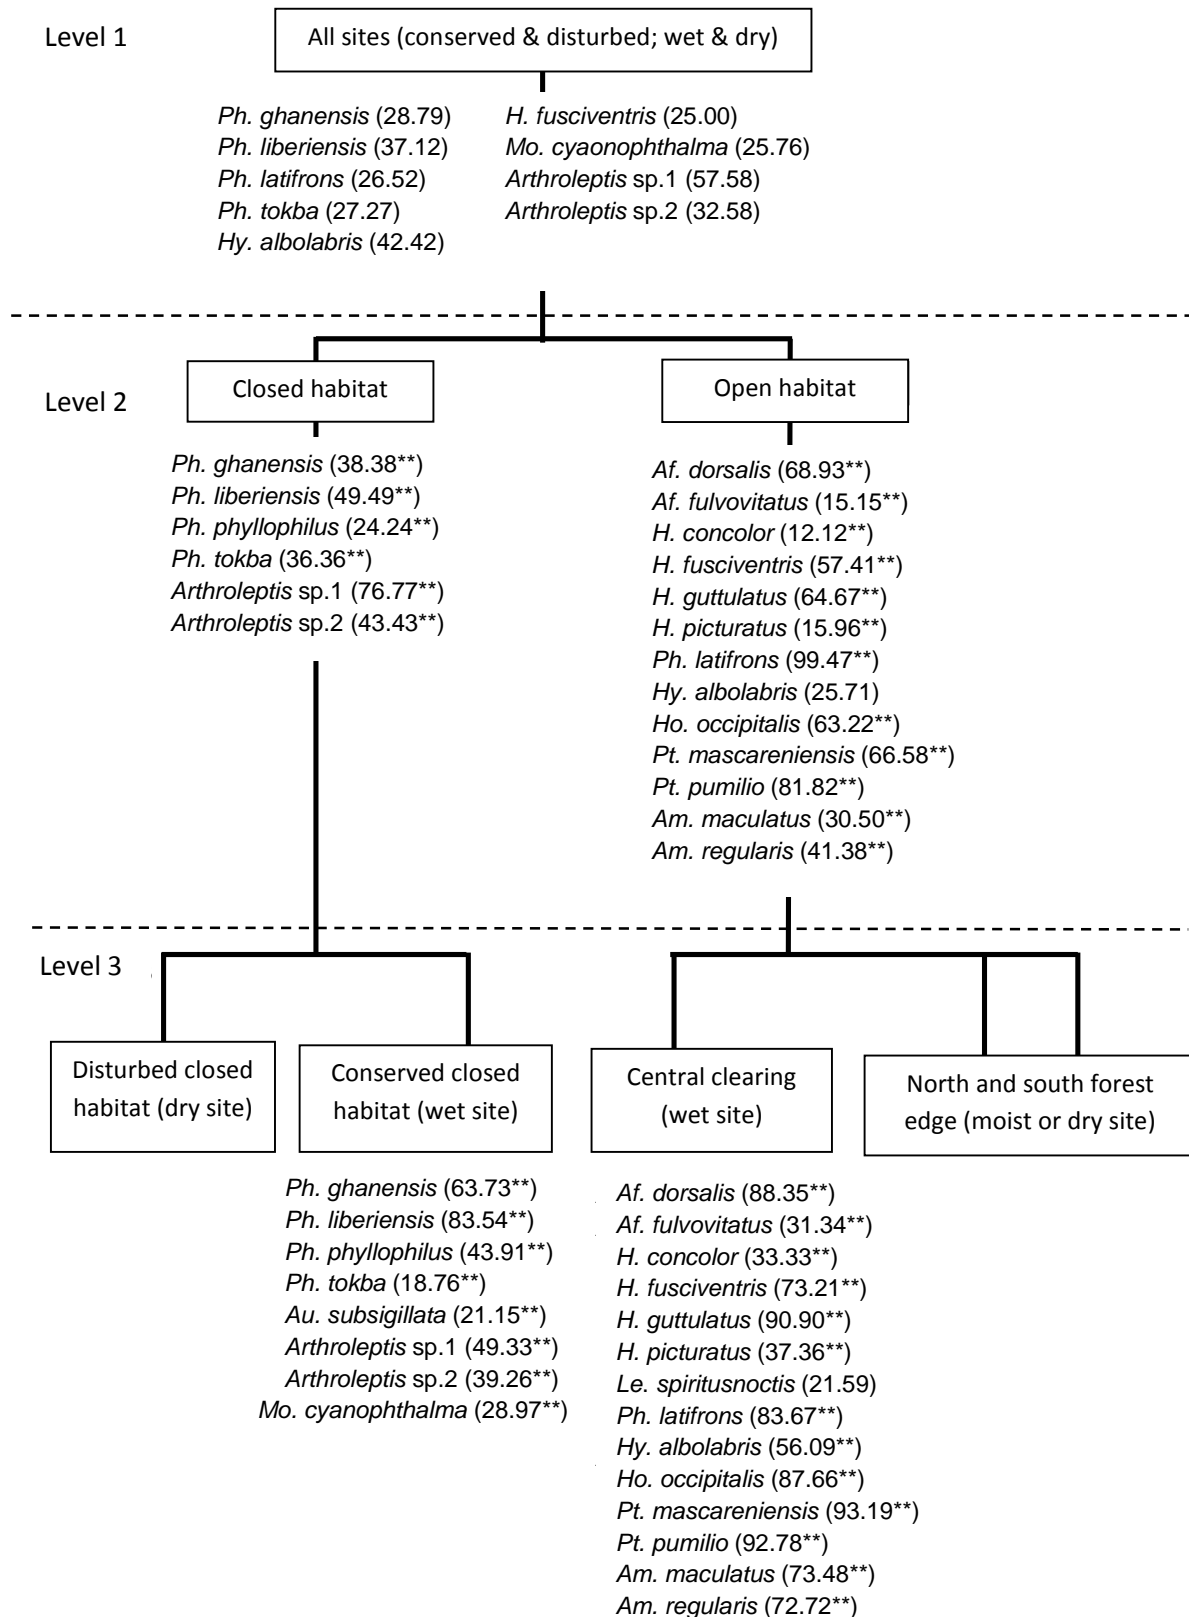 Level 1
All sites (conserved & disturbed; wet & dry)
Ph. ghanensis (28.79)
Ph. liberiensis (37.12)
Ph. latifrons (26.52)
Ph. tokba (27.27)
Hy. albolabris (42.42)
H. fusciventris (25.00)
Mo. cyaonophthalma (25.76)
Arthroleptis sp.1 (57.58)
Arthroleptis sp.2 (32.58)
Level 2
Closed habitat
Ph. ghanensis (38.38**)
Ph. liberiensis (49.49**)
Ph. phyllophilus (24.24**)
Ph. tokba (36.36**)
Arthroleptis sp.1 (76.77**)
Arthroleptis sp.2 (43.43**)
Open habitat
Af. dorsalis (68.93**)
Af. fulvovitatus (15.15**)
H. concolor (12.12**)
H. fusciventris (57.41**)
H. guttulatus (64.67**)
H. picturatus (15.96**)
Ph. latifrons (99.47**)
Hy. albolabris (25.71)
Ho. occipitalis (63.22**)
Pt. mascareniensis (66.58**)
Pt. pumilio (81.82**)
Am. maculatus (30.50**)
Am. regularis (41.38**)
Level 3
Disturbed closed
habitat (dry site)
Conserved closed
habitat (wet site)
Ph. ghanensis (63.73**)
Ph. liberiensis (83.54**)
Ph. phyllophilus (43.91**)
Ph. tokba (18.76**)
Au. subsigillata (21.15**)
Arthroleptis sp.1 (49.33**)
Arthroleptis sp.2 (39.26**)
Mo. cyanophthalma (28.97**)
Central clearing
(wet site)
Af. dorsalis (88.35**)
Af. fulvovitatus (31.34**)
H. concolor (33.33**)
H. fusciventris (73.21**)
H. guttulatus (90.90**)
H. picturatus (37.36**)
Le. spiritusnoctis (21.59)
Ph. latifrons (83.67**)
Hy. albolabris (56.09**)
Ho. occipitalis (87.66**)
Pt. mascareniensis (93.19**)
Pt. pumilio (92.78**)
Am. maculatus (73.48**)
Am. regularis (72.72**)
North and south forest
edge (moist or dry site)